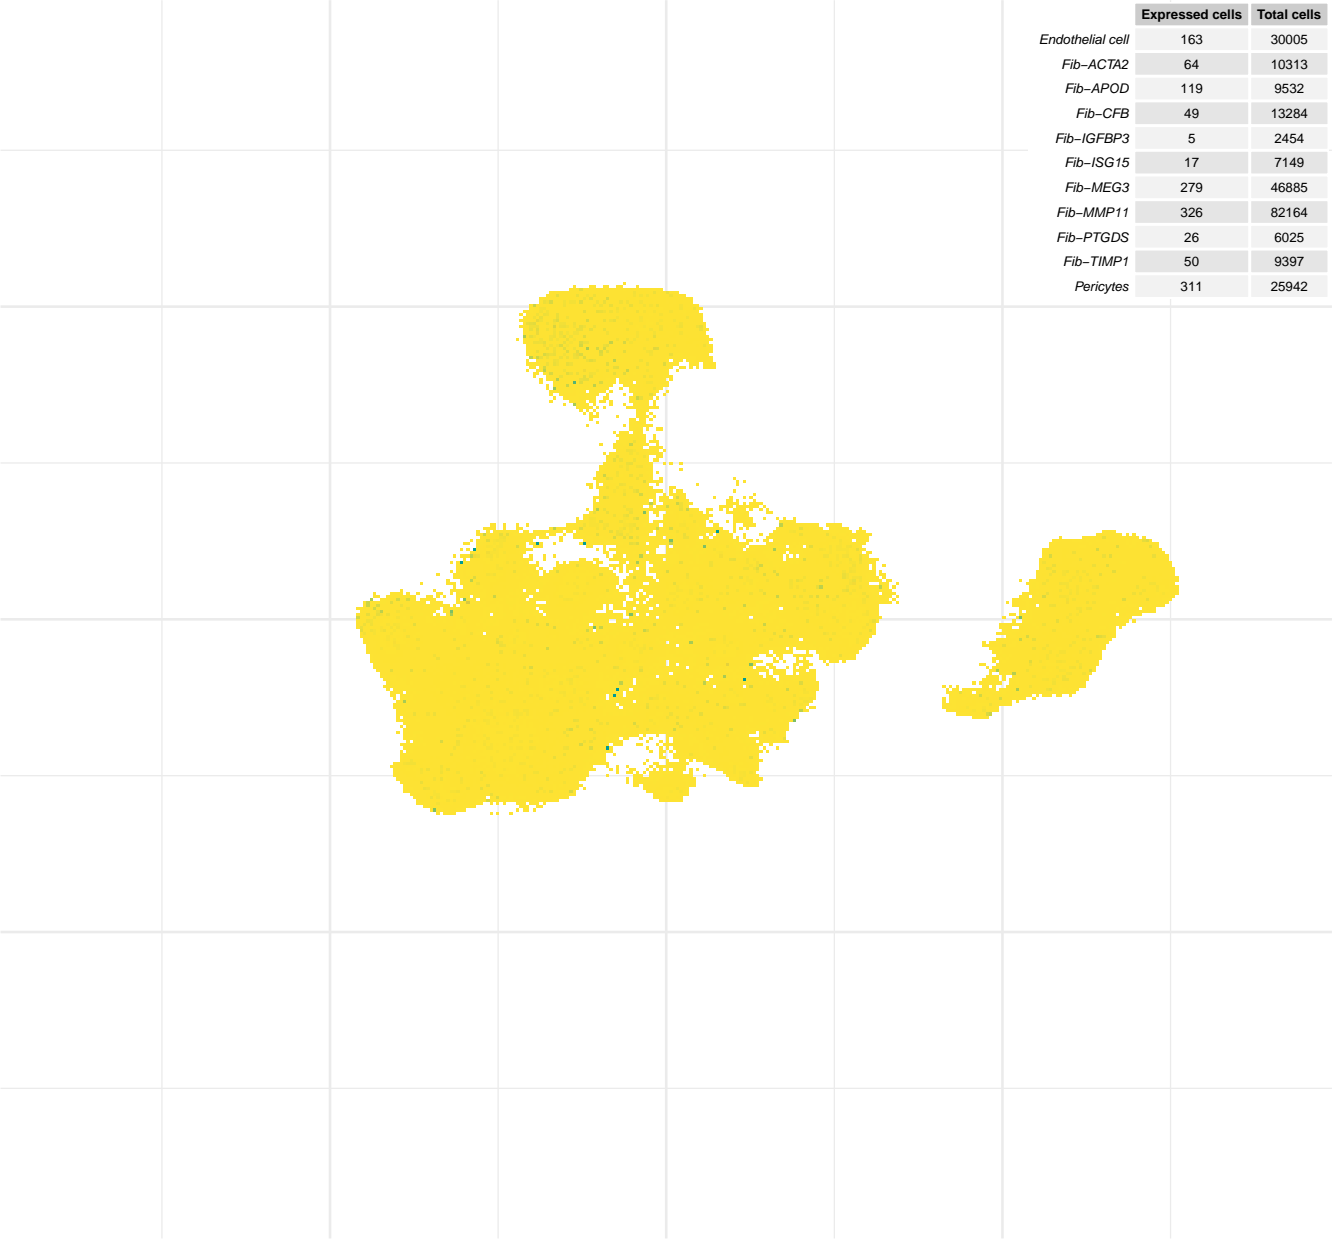 Expressed cells Total cells
Endothelial cell 163 30005
Fib−ACTA2 64 10313
Fib−APOD 119 9532
Fib−CFB 49 13284
Fib−IGFBP3 5 2454
Fib−ISG15 17 7149
Fib−MEG3 279 46885
Fib−MMP11 326 82164
Fib−PTGDS 26 6025
Fib−TIMP1 50 9397
Pericytes 311 25942